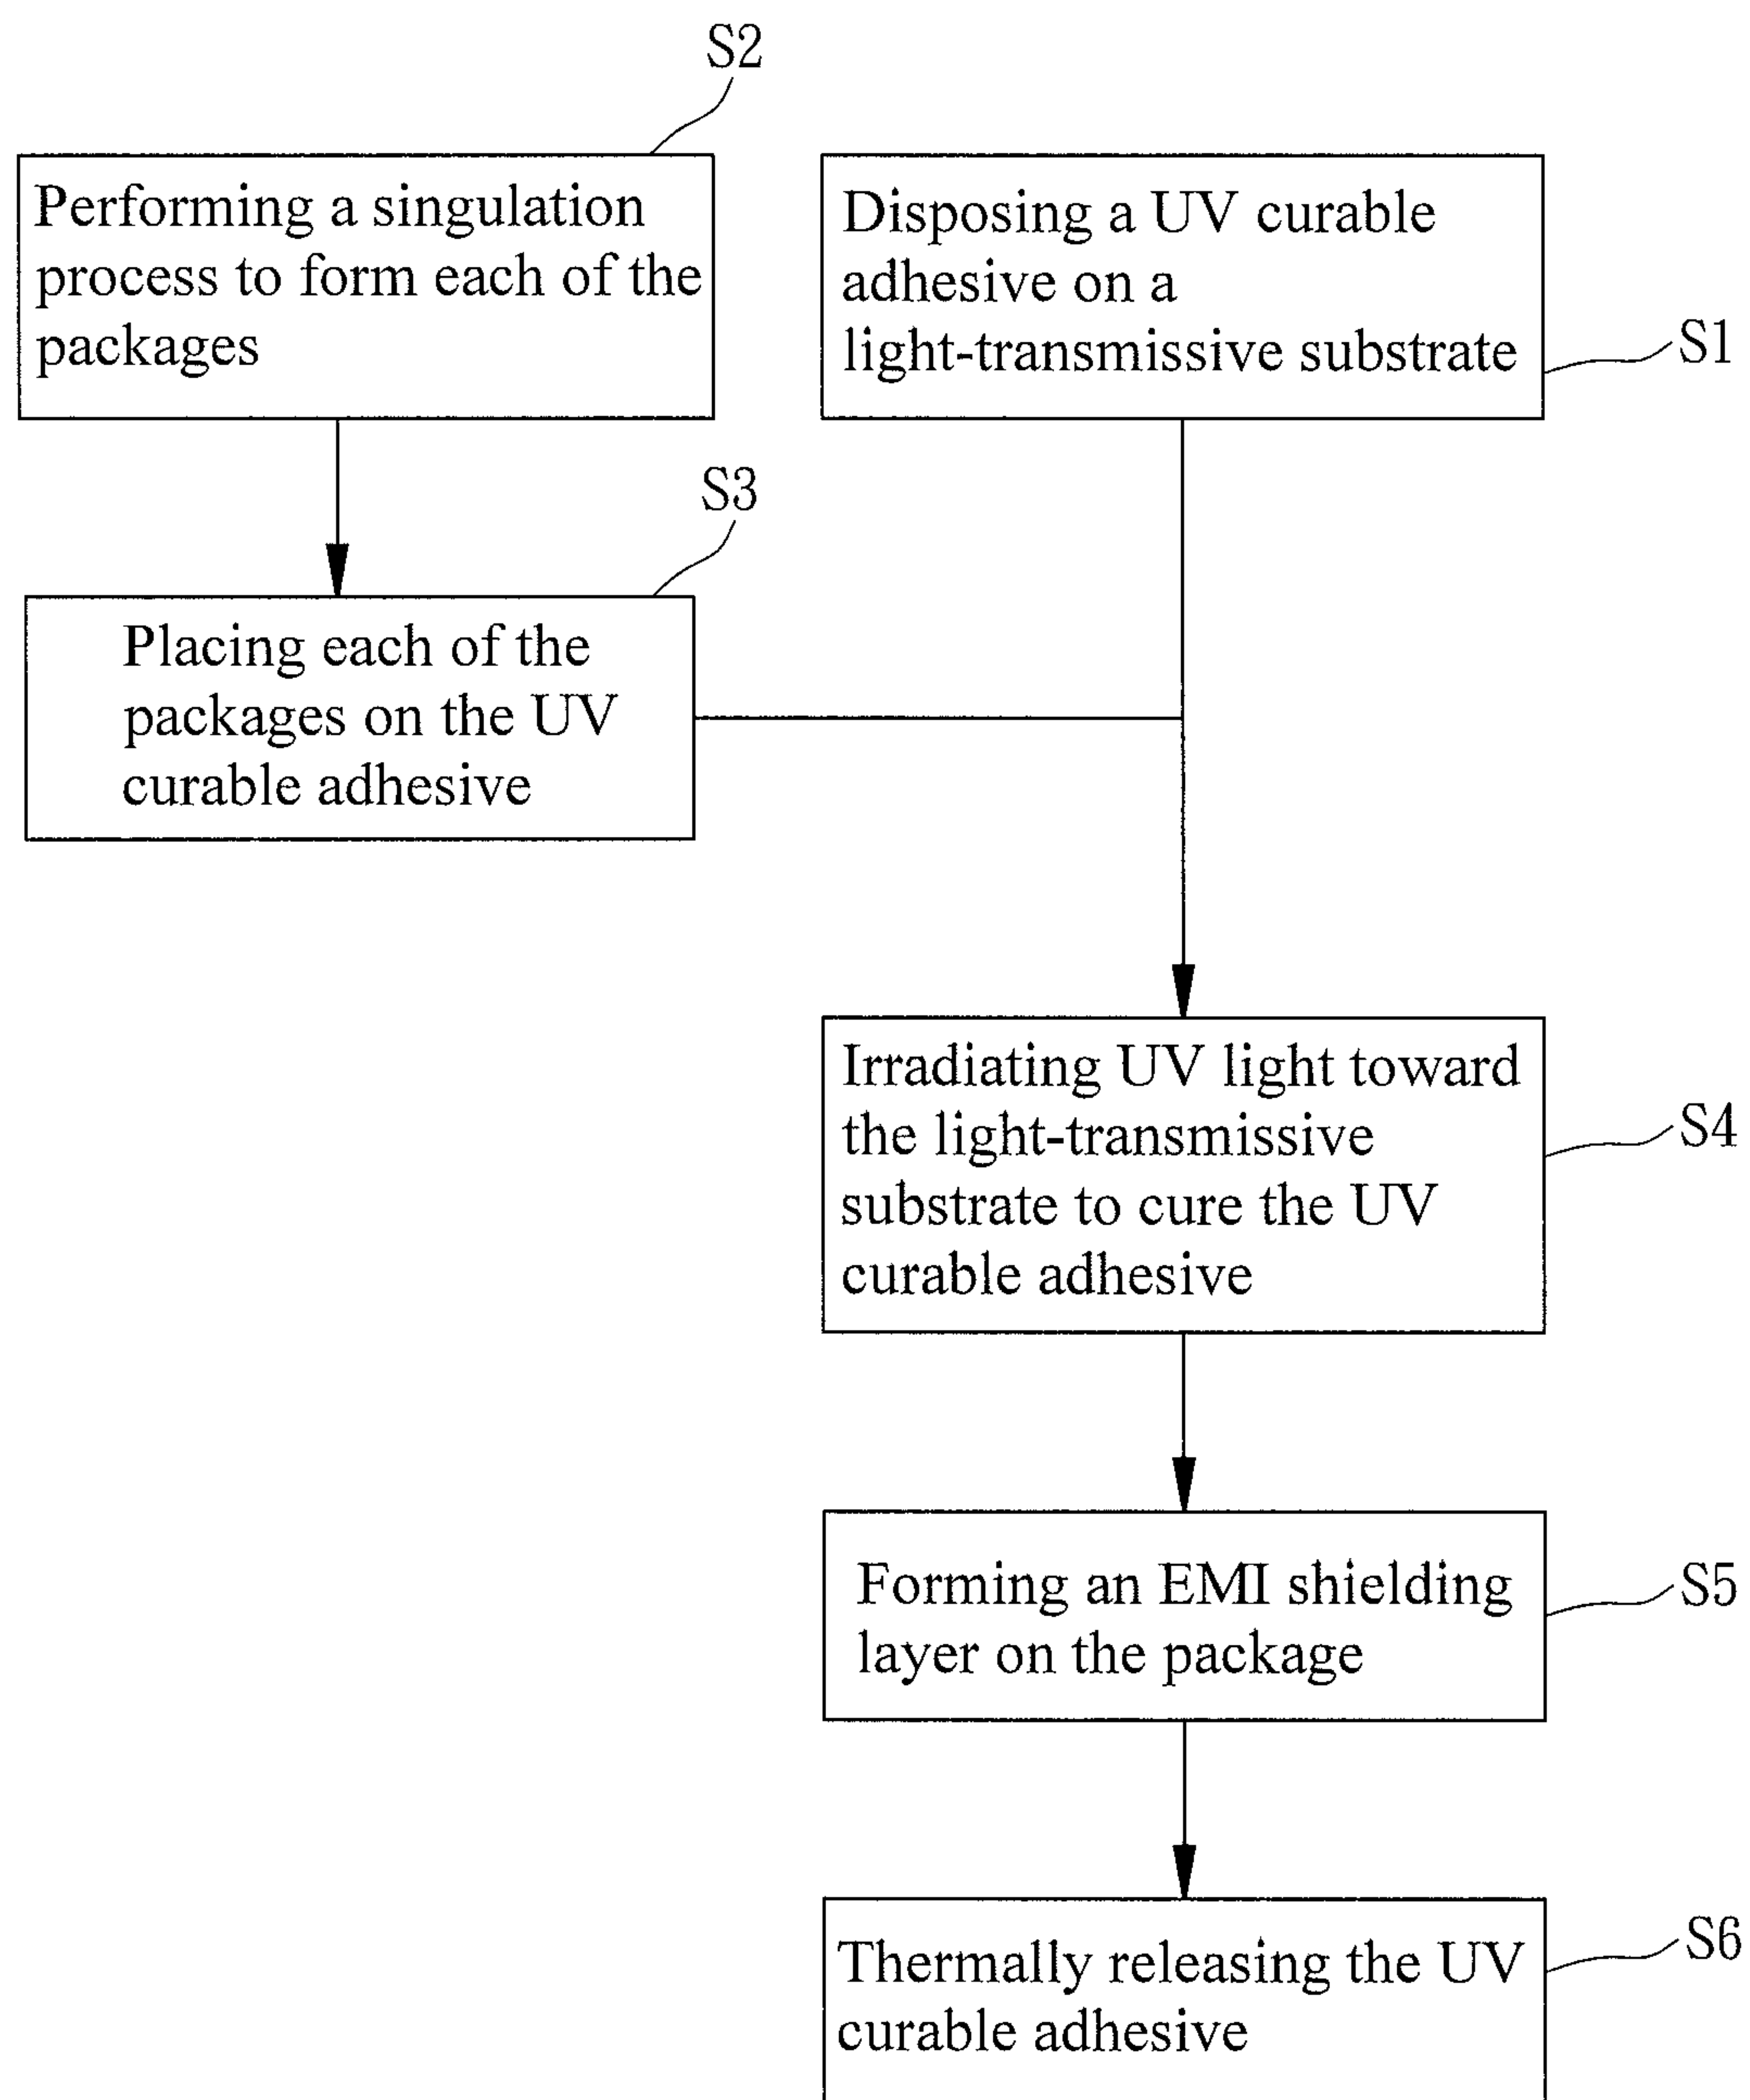 S2
Performing a singulation
process to form each of the
packages
Disposing a UV curable
adhesive on a
light-transmissive substrate
S1
S3
Placing each of the
packages on the UV
curable adhesive
Irradiating UV light toward
the light-transmissive
substrate to cure the UV
curable adhesive
S4
Forming an EMI shielding
layer on the package
S5
Thermally releasing the UV
curable adhesive
S6